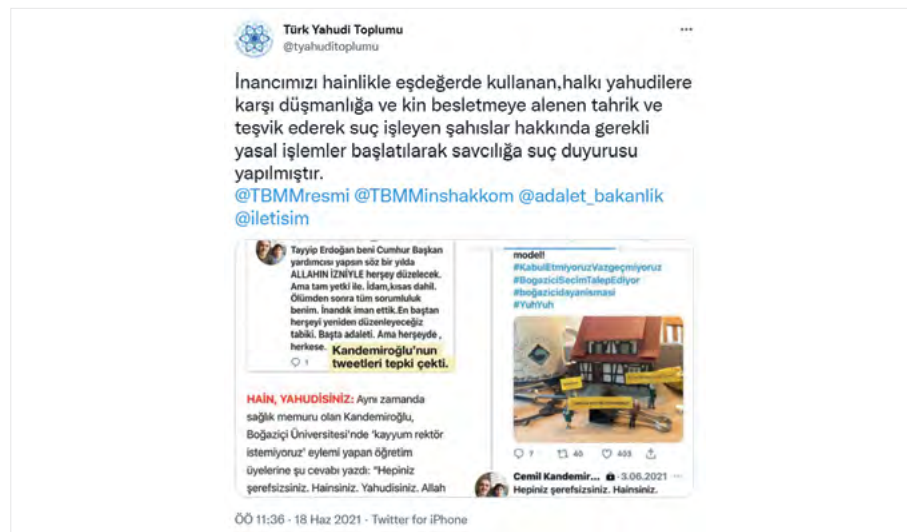 Türk Yahudi Toplumu
@tyahuditoplumu
İnancımızı hainlikle eşdeğerde kullanan,halkı yahudilere
karşı düşmanlığa ve kin besletmeye alenen tahrik ve
teşvik ederek suç işleyen şahıslar hakkında gerekli
yasal işlemler başlatılarak savcılığa suç duyurusu
yapılmıştır.
@TBMMresmi @TBMMinshakkom @adalet_bakanlik
@iletisim
Tayyip Erdoğan beni Cumhur Başkan
yardımcısı yapsın söz bir yılda
ALLAHIN İZNİYLE herşey düzelecek.
Ama tam yetki ile. İdam,kısas dahil.
Ölümden sonra tüm sorumluluk
benim. İnandık iman ettik.En baştan
herşeyi yeniden düzenleyeceğiz
tabiki. Başta adaleti. Ama herşeyde ,
herkese.
1
Kandemiroğlu'nun
tweetleri tepki çekti.
HAİN, YAHUDİSİNİZ: Aynı zamanda
sağlık memuru olan Kandemiroğlu,
Boğaziçi Üniversitesi'nde 'kayyum rektör
istemiyoruz' eylemi yapan öğretim
üyelerine şu cevabı yazdı: "Hepiniz
şerefsizsiniz. Hainsiniz. Yahudisiniz. Allah
model!
#KabulEtmiyoruzVazgeçmiyoruz
#BogaziciSecimTalepEdiyor
#boğazicidayanisması
#YuhYuh
7 40 403
Cemil Kandemir... · 3.06.2021
Hepiniz şerefsizsiniz. Hainsiniz.
ÖÖ 11:36 · 18 Haz 2021 · Twitter for iPhone